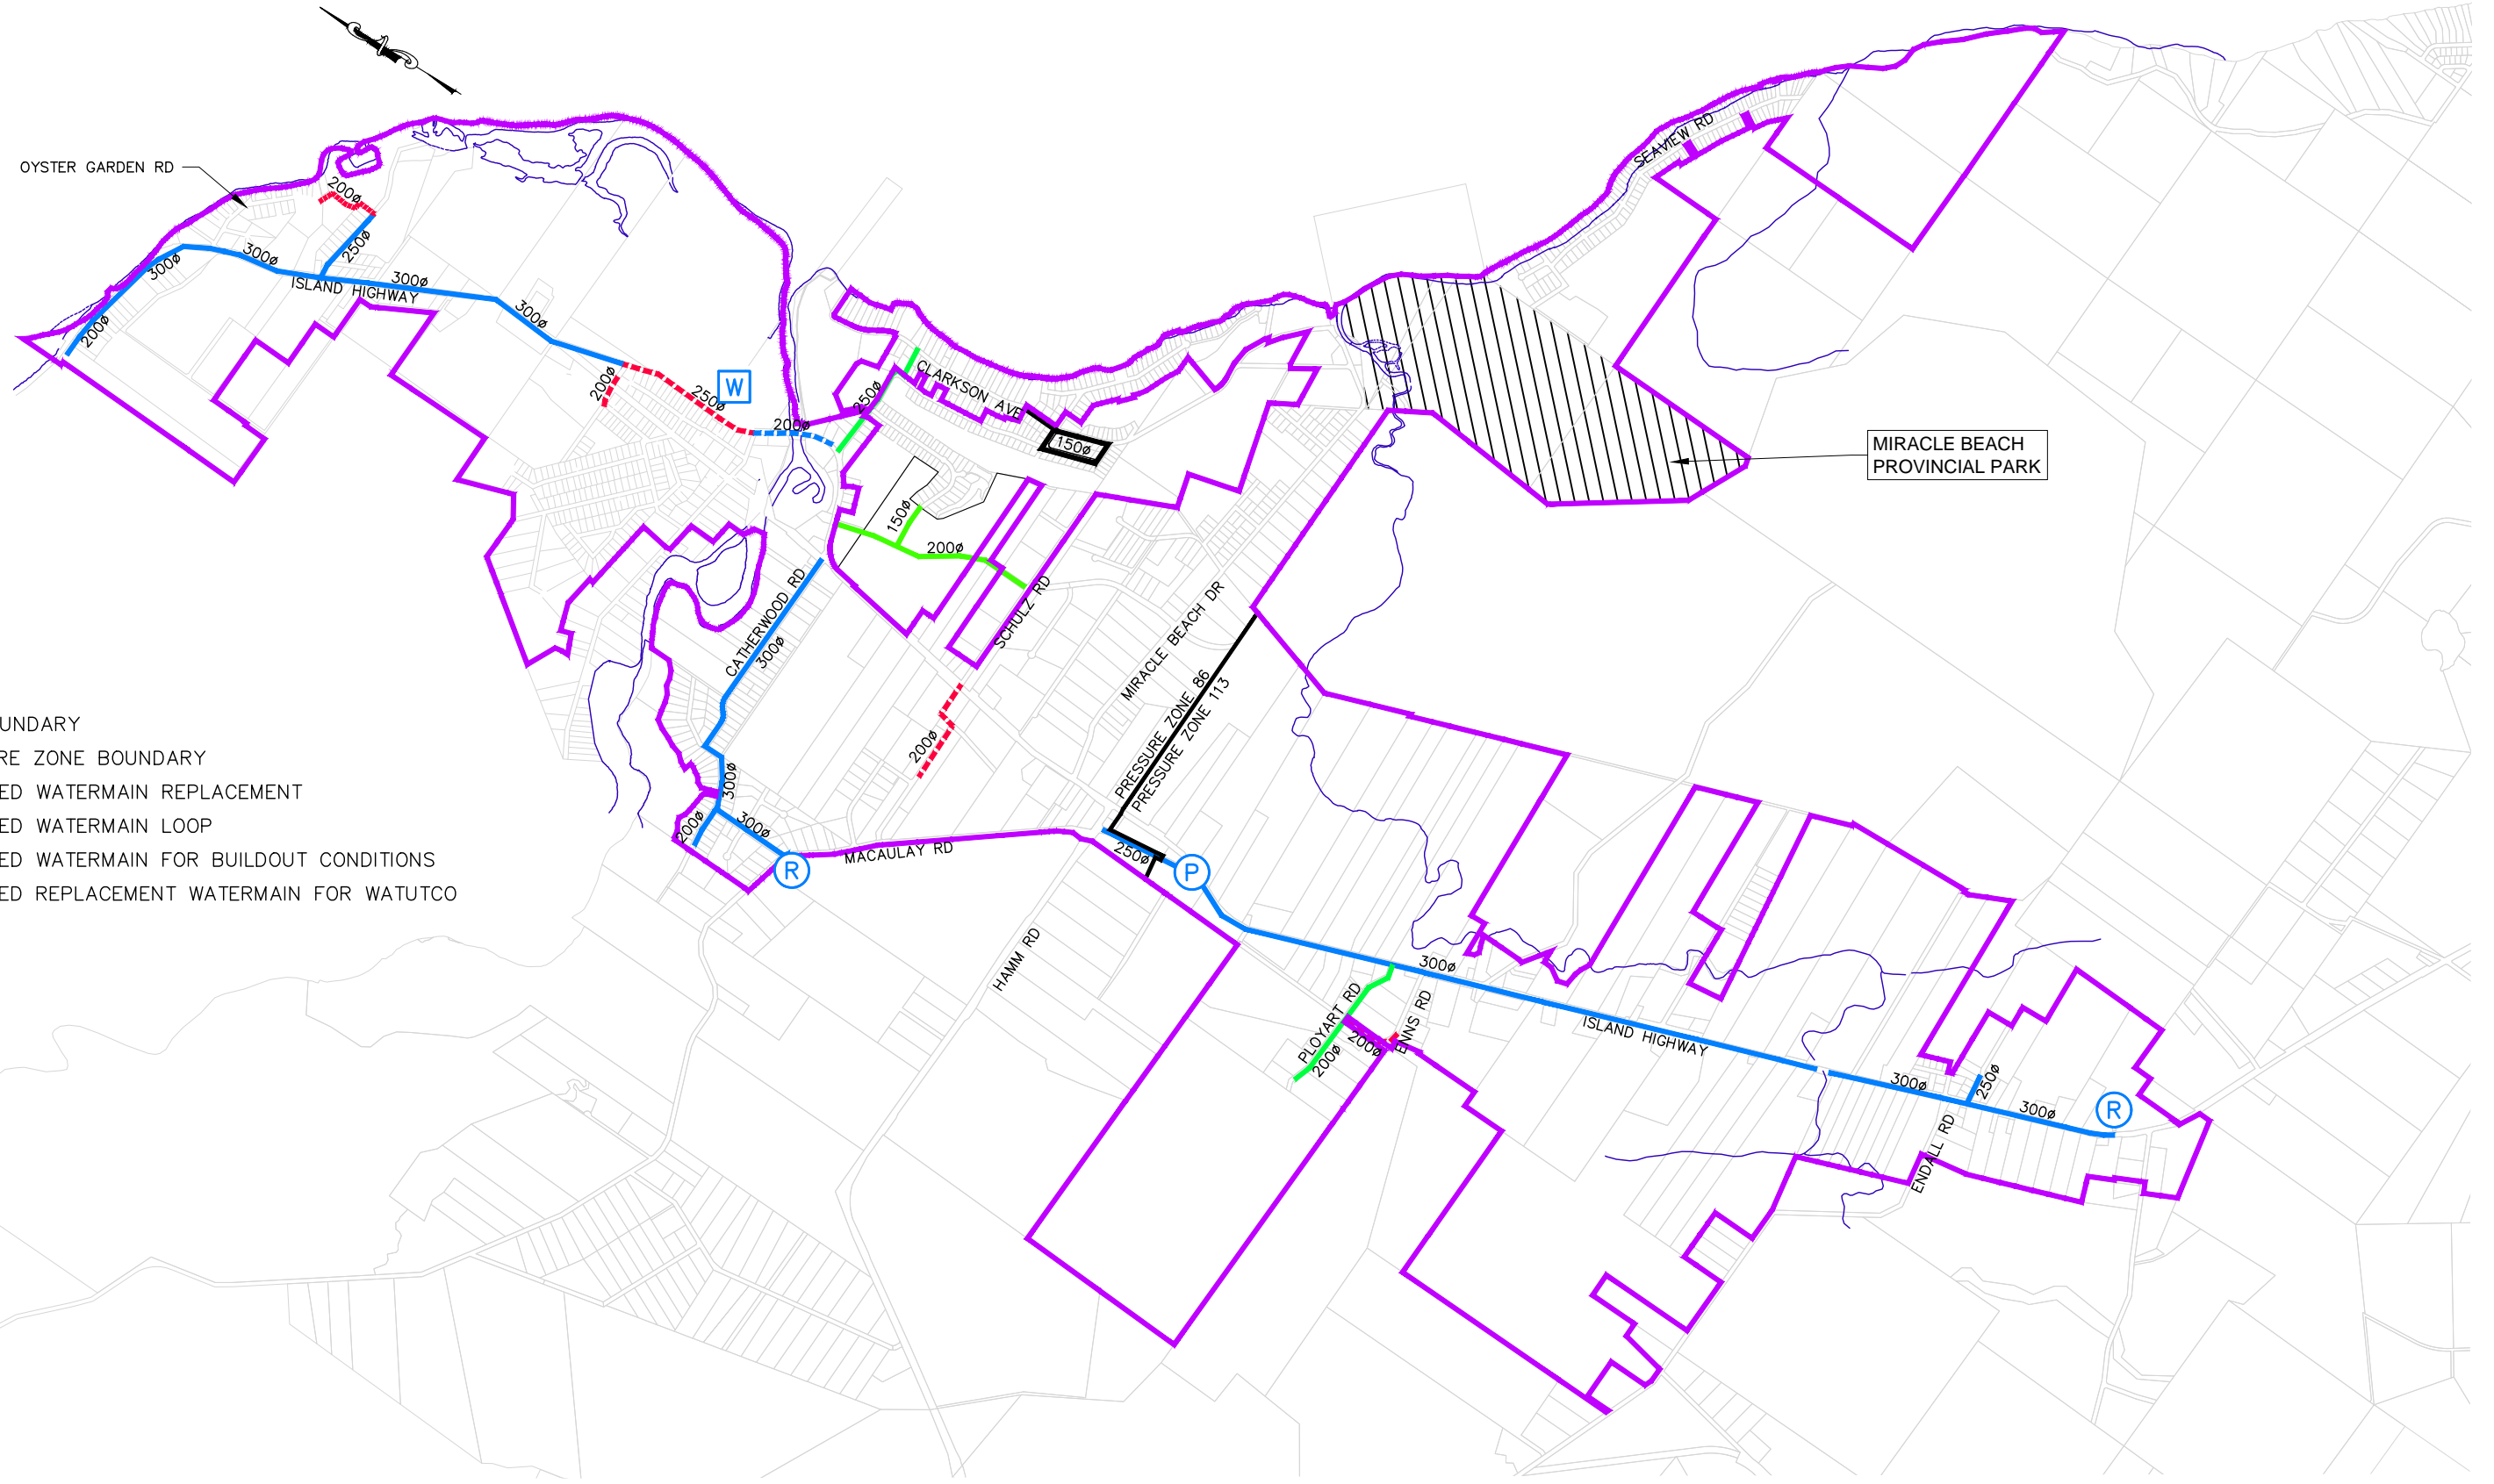 OYSTER GARDEN RD
200ø
250ø
300ø
300ø
300ø
ISLAND HIGHWAY
200ø
300ø
SEAVIEW RD
200ø
250ø
W
200ø
250ø
CLARKSON AVE
150ø
MIRACLE BEACH
PROVINCIAL PARK
150ø
200ø
CATHERWOOD RD
300ø
SCHULZ RD
MIRACLE BEACH DR
PRESSURE ZONE 86
PRESSURE ZONE 113
200ø
UNDARY
RE ZONE BOUNDARY
ED WATERMAIN REPLACEMENT
ED WATERMAIN LOOP
ED WATERMAIN FOR BUILDOUT CONDITIONS
ED REPLACEMENT WATERMAIN FOR WATUTCO
300ø
200ø
300ø
R
MACAULAY RD
250ø
P
HAMM RD
300ø
PLOYART RD
200ø
200ø
ENNS RD
ISLAND HIGHWAY
300ø
250ø
300ø
R
ENDALL RD